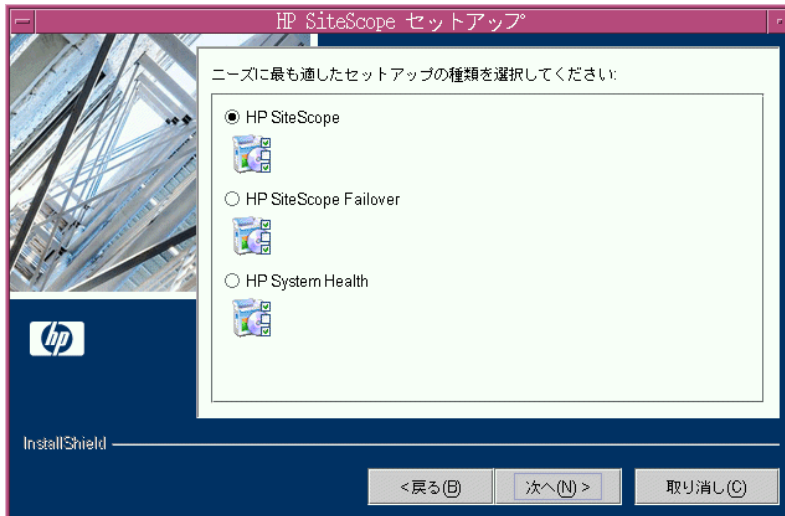 HP SiteScope セットアップ
ニーズに最も適したセットアップの種類を選択してください:
HP SiteScope
HP SiteScope Failover
HP System Health
hp
InstallShield
<戻る(B)
次へ(N) >
取り消し(C)